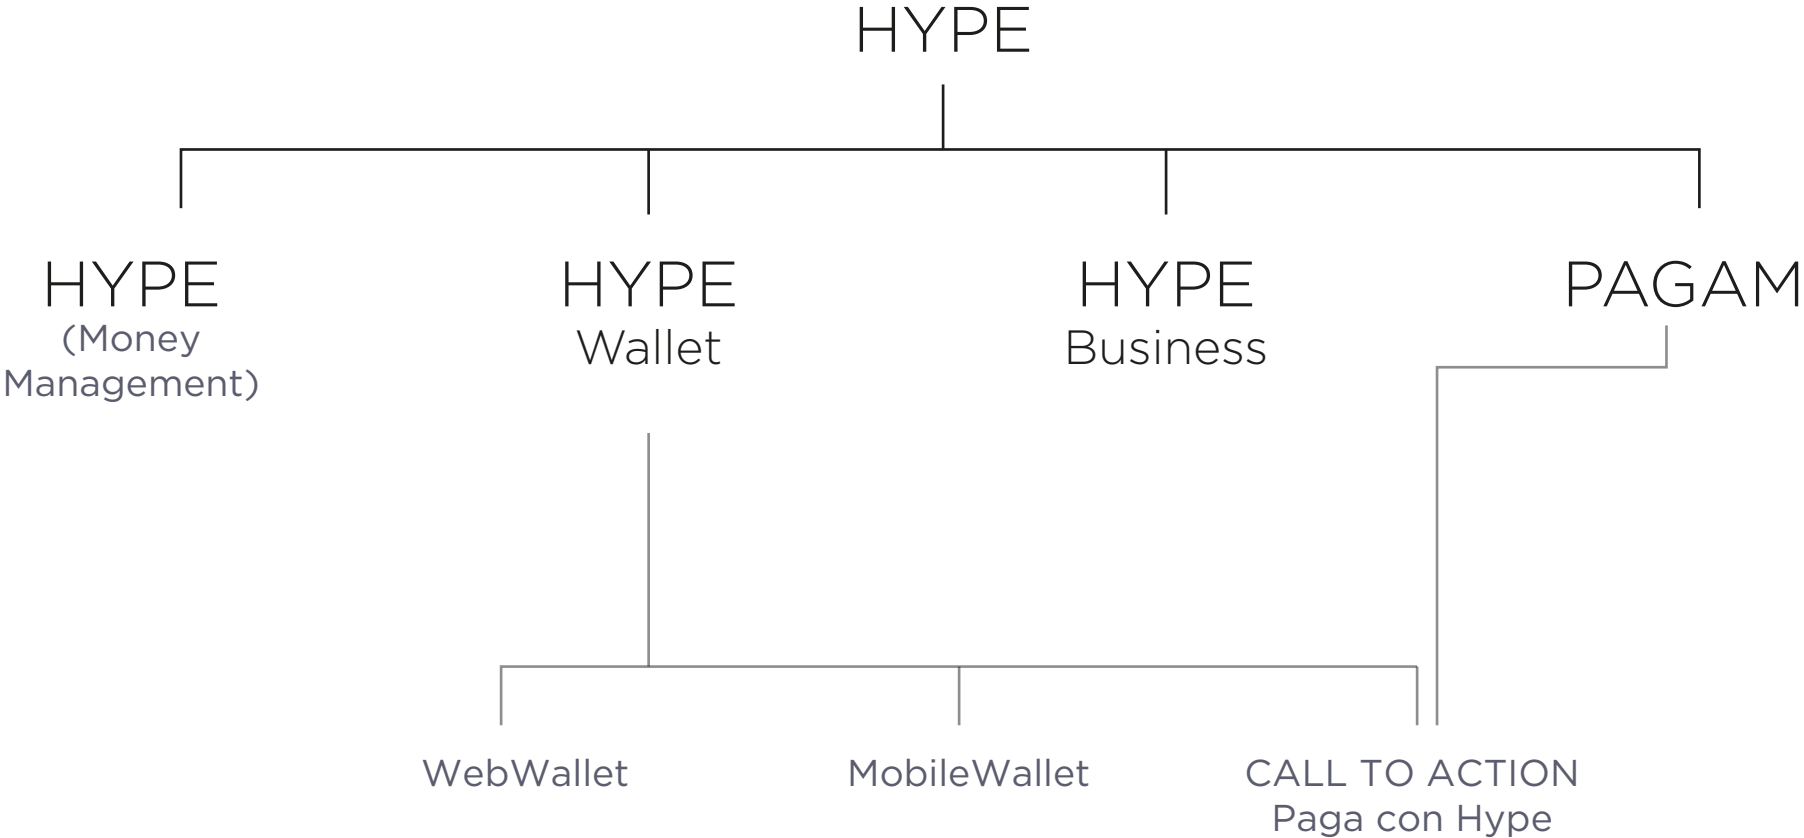 HYPE
HYPE
(Money
Management)
HYPE
Wallet
HYPE
Business
PAGAM
WebWallet
MobileWallet
CALL TO ACTION
Paga con Hype